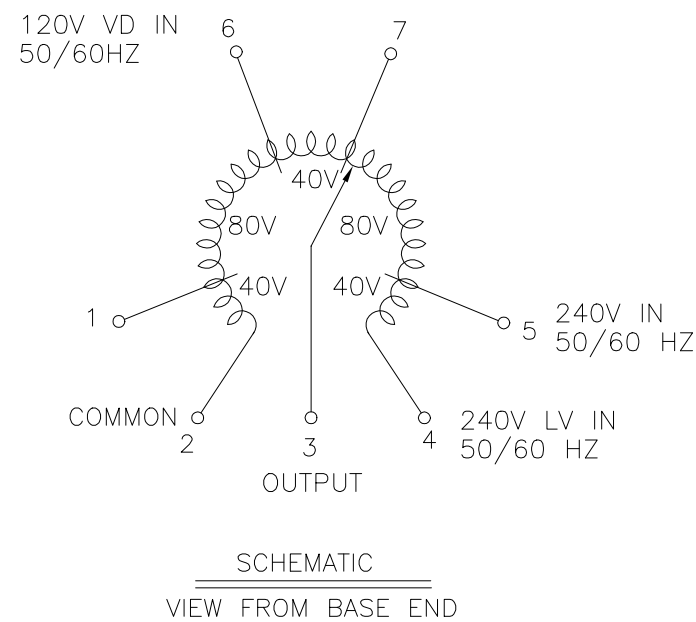 120V VD IN
50/60HZ
6
7
40V
80V
80V
40V
40V
1
5
240V IN
50/60 HZ
COMMON
2
3
4
240V LV IN
50/60 HZ
OUTPUT
SCHEMATIC
VIEW FROM BASE END